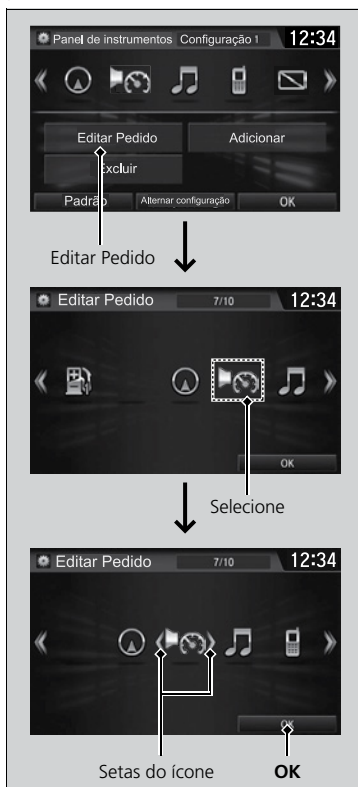 Panel de instrumentos Configuração 1 12:34
Editar Pedido Adicionar
Excluir
Padrão Alternar configuração OK
Editar Pedido
Editar Pedido 7/10 12:34
OK
Selecione
Editar Pedido 7/10 12:34
OK
Setas do ícone OK